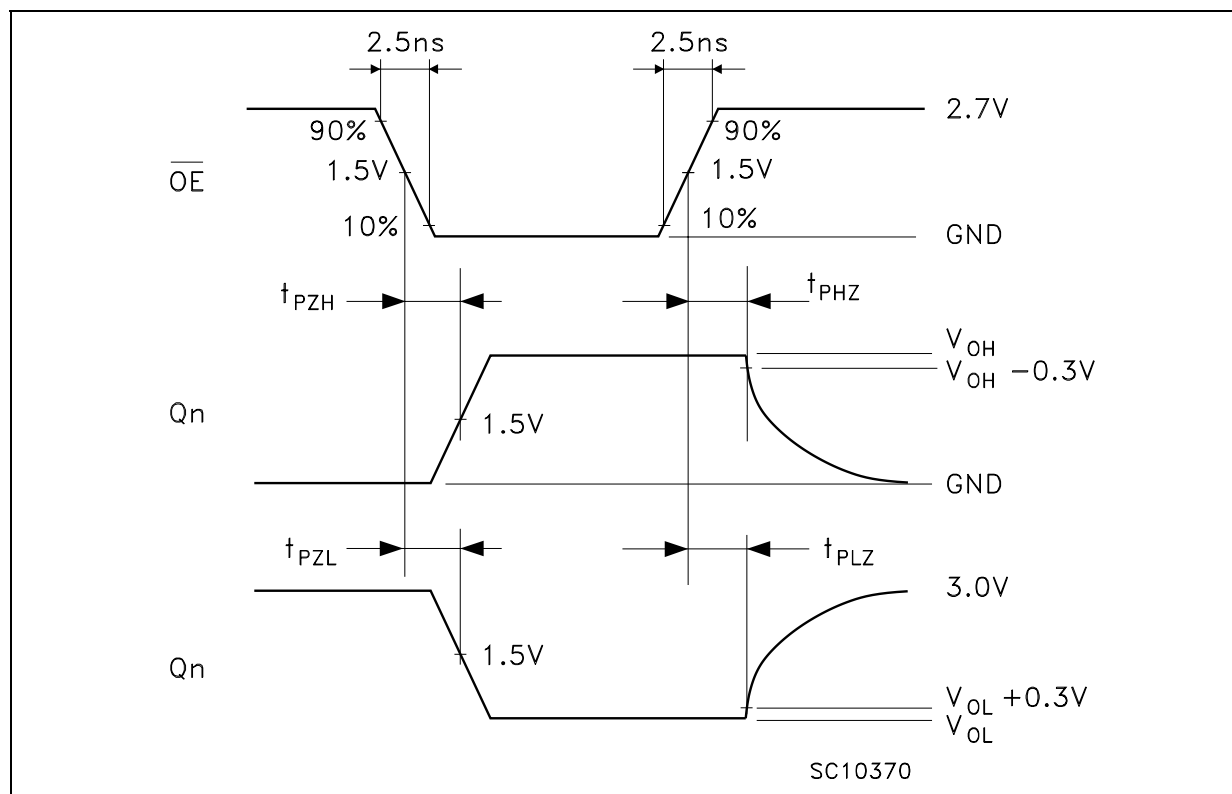 2.5ns 2.5ns
2.7V
90% 90%
1.5V 1.5V
O̅E̅
10% 10%
GND
tPZH tPHZ
VOH
VOH −0.3V
Qn
1.5V
GND
tPZL tPLZ
3.0V
1.5V
Qn
VOL +0.3V
VOL
SC10370